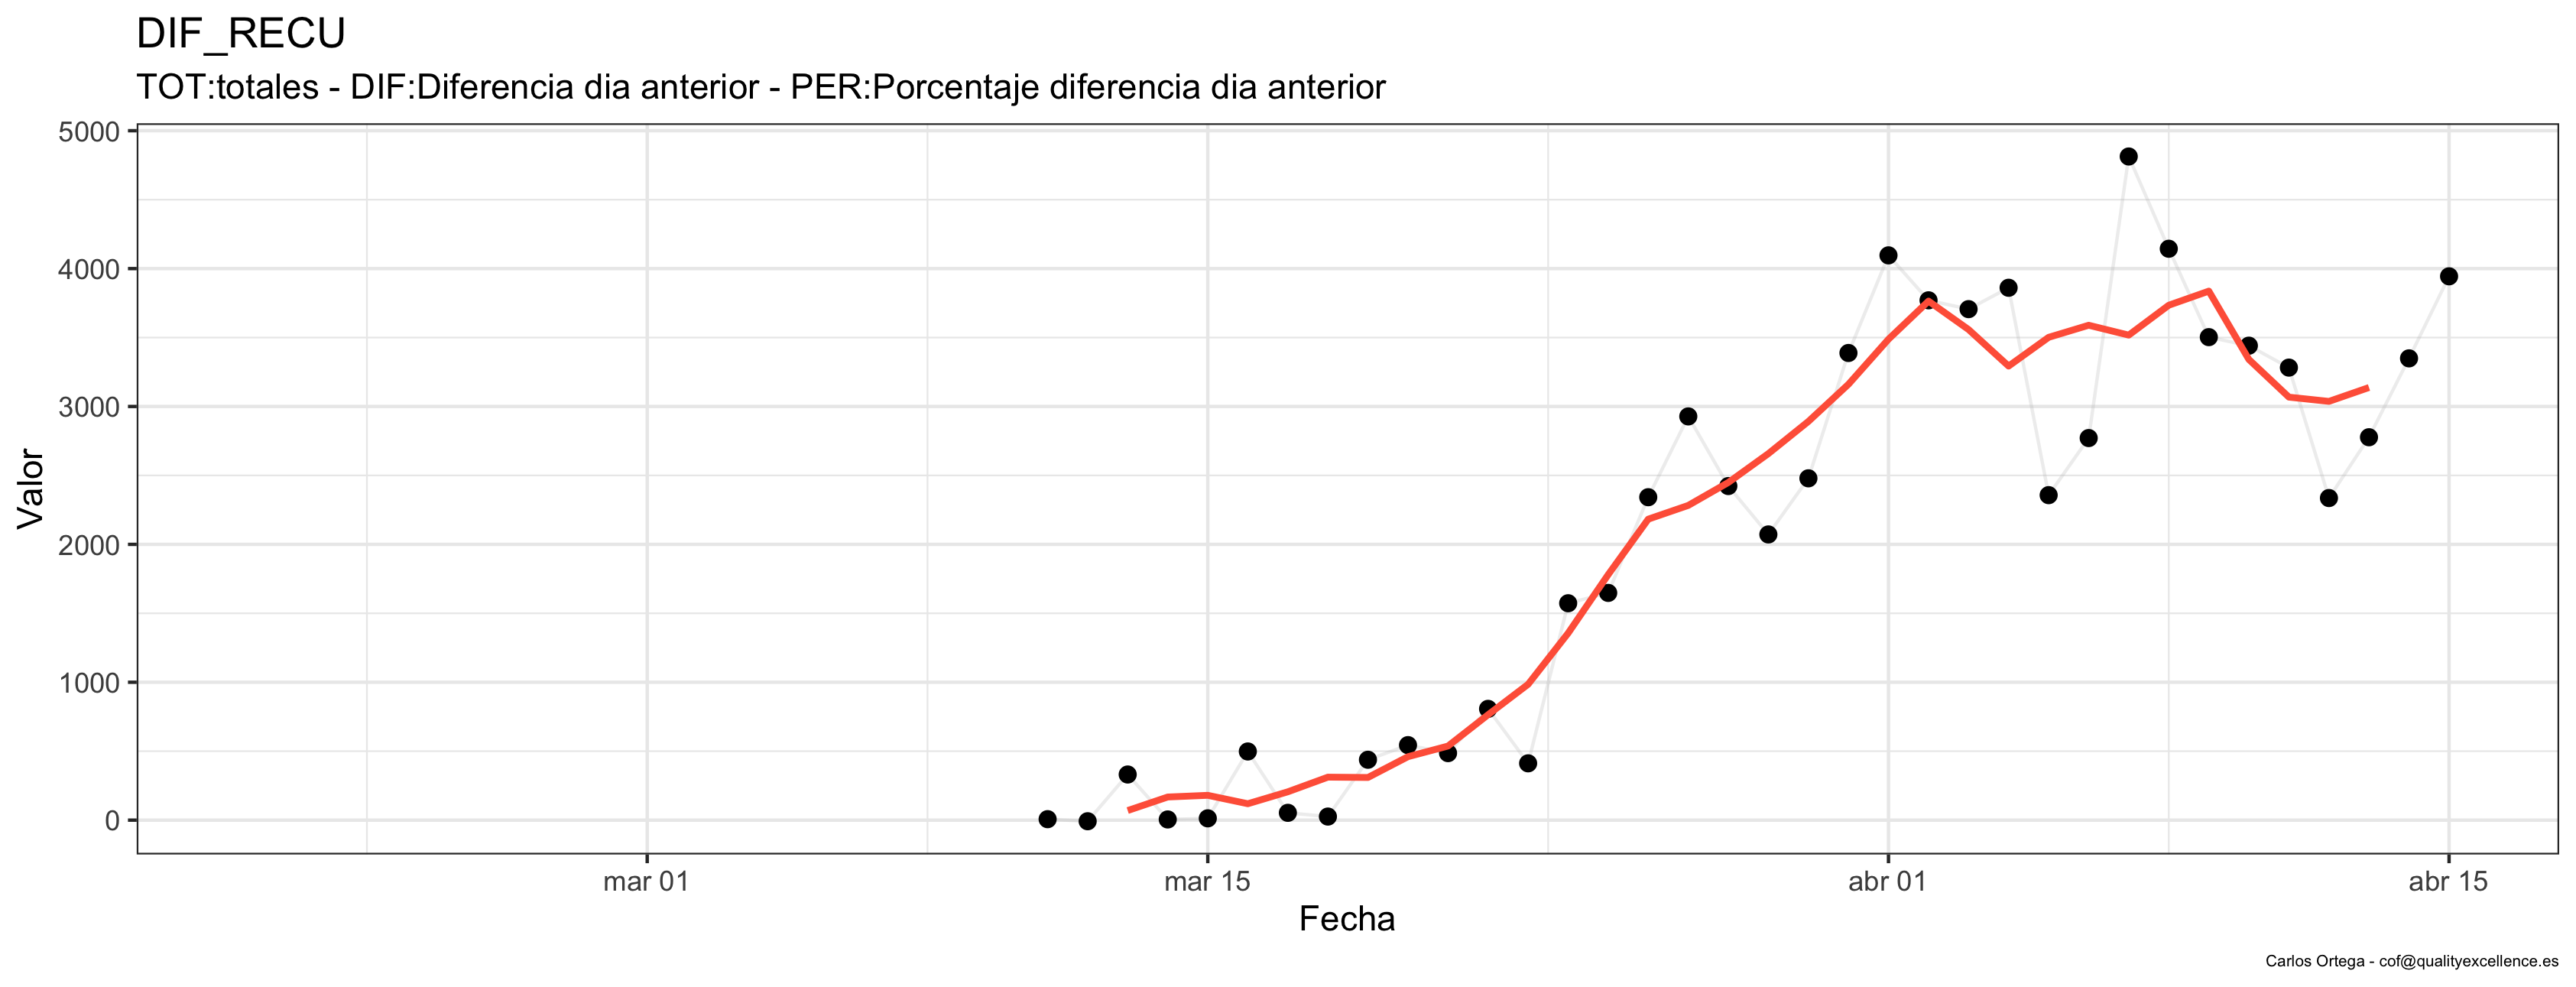 DIF_RECU
TOT:totales - DIF:Diferencia dia anterior - PER:Porcentaje diferencia dia anterior
5000
4000
3000
2000
1000
0
Valor
mar 01
mar 15
abr 01
abr 15
Fecha
Carlos Ortega - cof@qualityexcellence.es